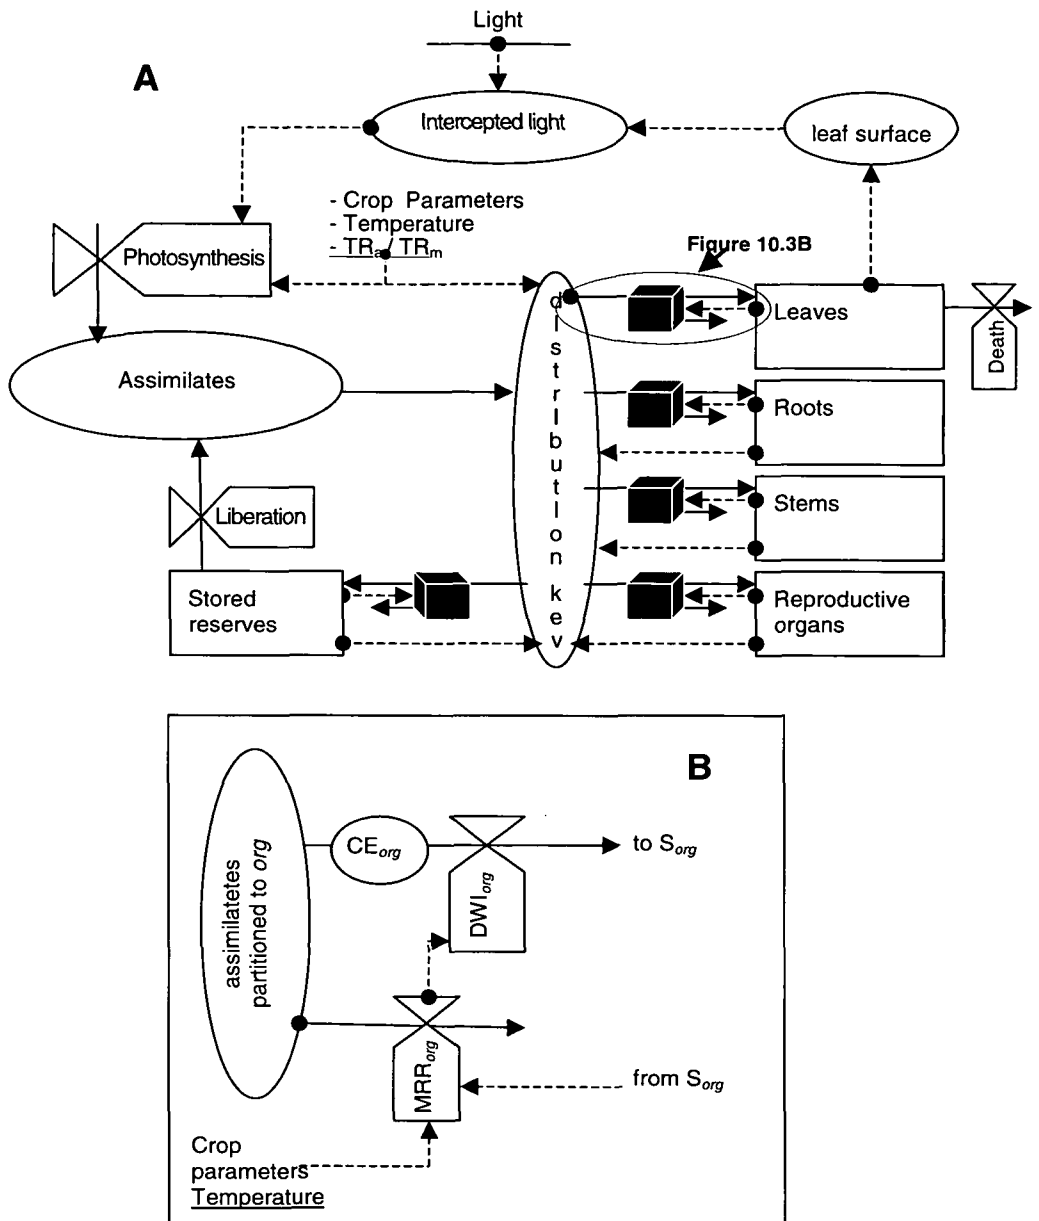 Light
A
Intercepted light
leaf surface
- Crop Parameters
- Temperature
- TRa/ TRm
Figure 10.3B
Photosynthesis
distribution kev
Leaves
Death
Assimilates
Roots
Liberation
Stems
Stored
reserves
Reproductive
organs
B
assimilatetes
partitioned to org
CEorg
DWIorg
to Sorg
MRRorg
from Sorg
Crop
parameters
Temperature